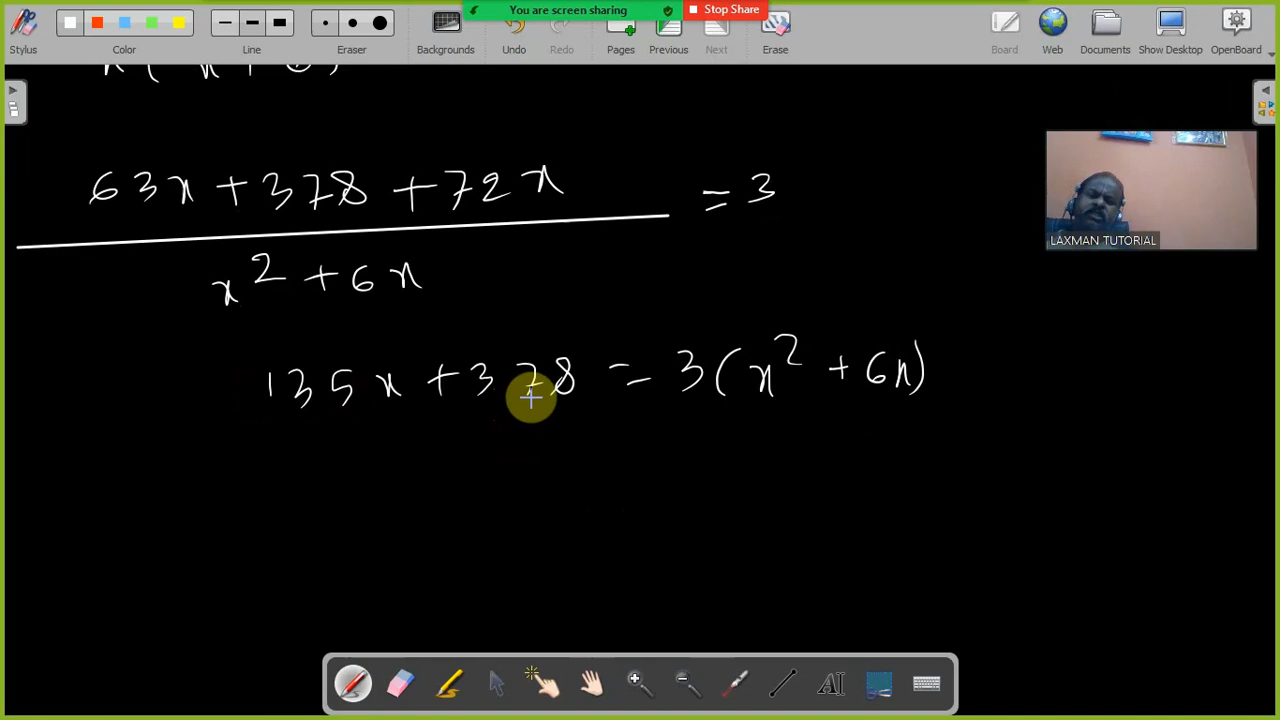 You are screen sharing Stop Share
Stylus Color Line Eraser Backgrounds Undo Redo Pages Previous Next Erase Board Web Documents Show Desktop OpenBoard
63x + 378 + 72x = 3
x² + 6x
135x + 378 = 3(x² + 6x)
LAXMAN TUTORIAL